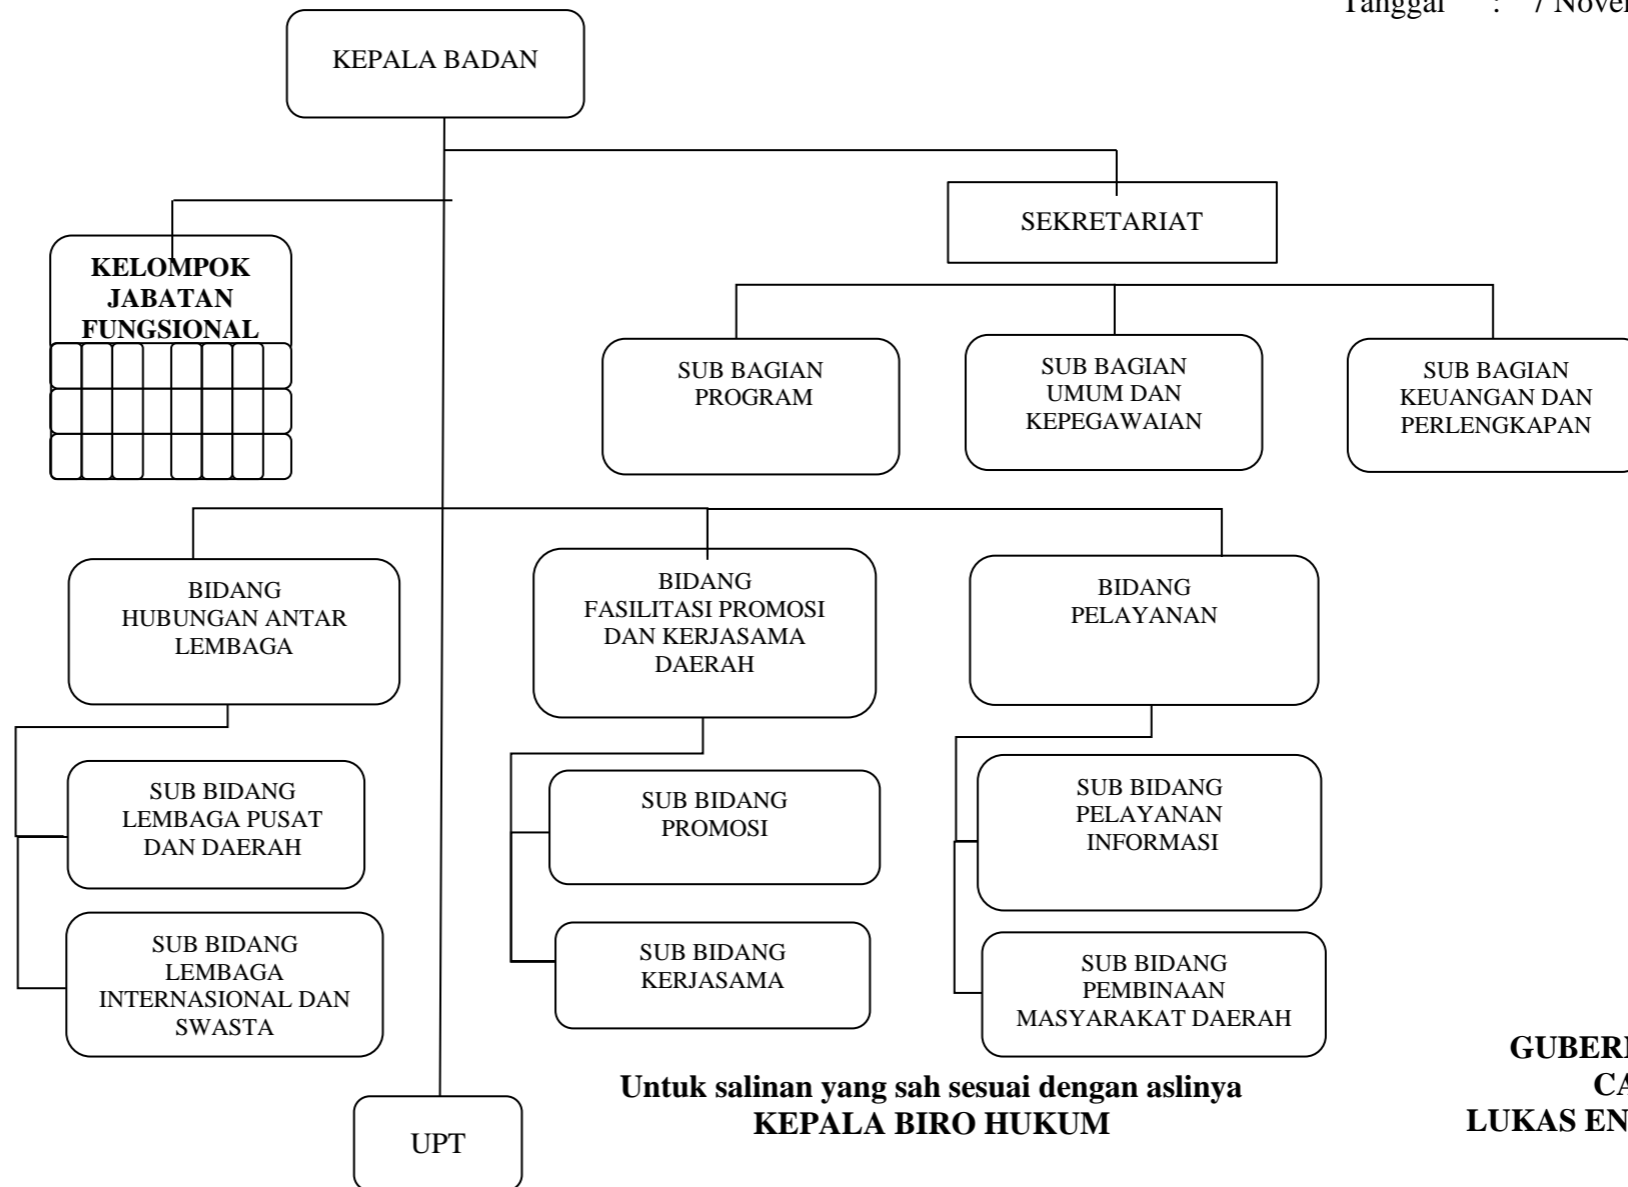 Tanggal : 7
KEPALA BADAN
SEKRETARIAT
KELOMPOK
JABATAN
FUNGSIONAL
SUB BAGIAN
PROGRAM
SUB BAGIAN
UMUM DAN
KEPEGAWAIAN
SUB BAGIAN
KEUANGAN DAN
PERLENGKAPAN
BIDANG
HUBUNGAN ANTAR
LEMBAGA
BIDANG
FASILITASI PROMOSI
DAN KERJASAMA
DAERAH
BIDANG
PELAYANAN
SUB BIDANG
LEMBAGA PUSAT
DAN DAERAH
SUB BIDANG
PROMOSI
SUB BIDANG
PELAYANAN
INFORMASI
SUB BIDANG
LEMBAGA
INTERNASIONAL DAN
SWASTA
SUB BIDANG
KERJASAMA
SUB BIDANG
PEMBINAAN
MASYARAKAT DAERAH
Untuk salinan yang sah sesuai dengan aslinya
KEPALA BIRO HUKUM
LUKAS
UPT